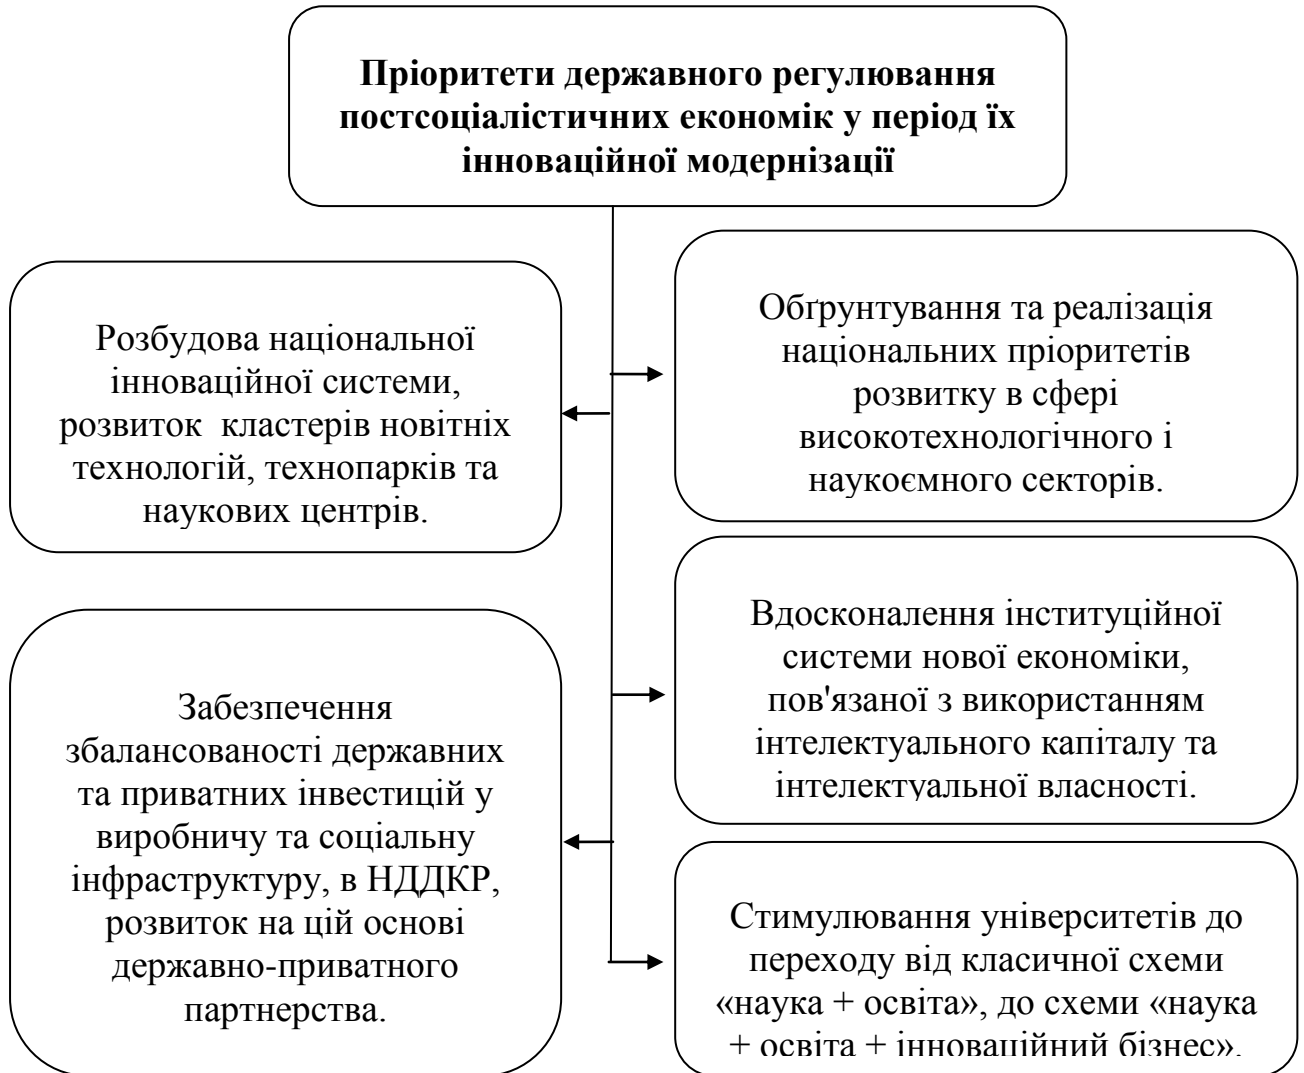 Пріоритети державного регулювання
постсоціалістичних економік у період їх
інноваційної модернізації
Розбудова національної
інноваційної системи,
розвиток кластерів новітніх
технологій, технопарків та
наукових центрів.
Обґрунтування та реалізація
національних пріоритетів
розвитку в сфері
високотехнологічного і
наукоємного секторів.
Забезпечення
збалансованості державних
та приватних інвестицій у
виробничу та соціальну
інфраструктуру, в НДДКР,
розвиток на цій основі
державно-приватного
партнерства.
Вдосконалення інституційної
системи нової економіки,
пов'язаної з використанням
інтелектуального капіталу та
інтелектуальної власності.
Стимулювання університетів до
переходу від класичної схеми
«наука + освіта», до схеми «наука
+ освіта + інноваційний бізнес».